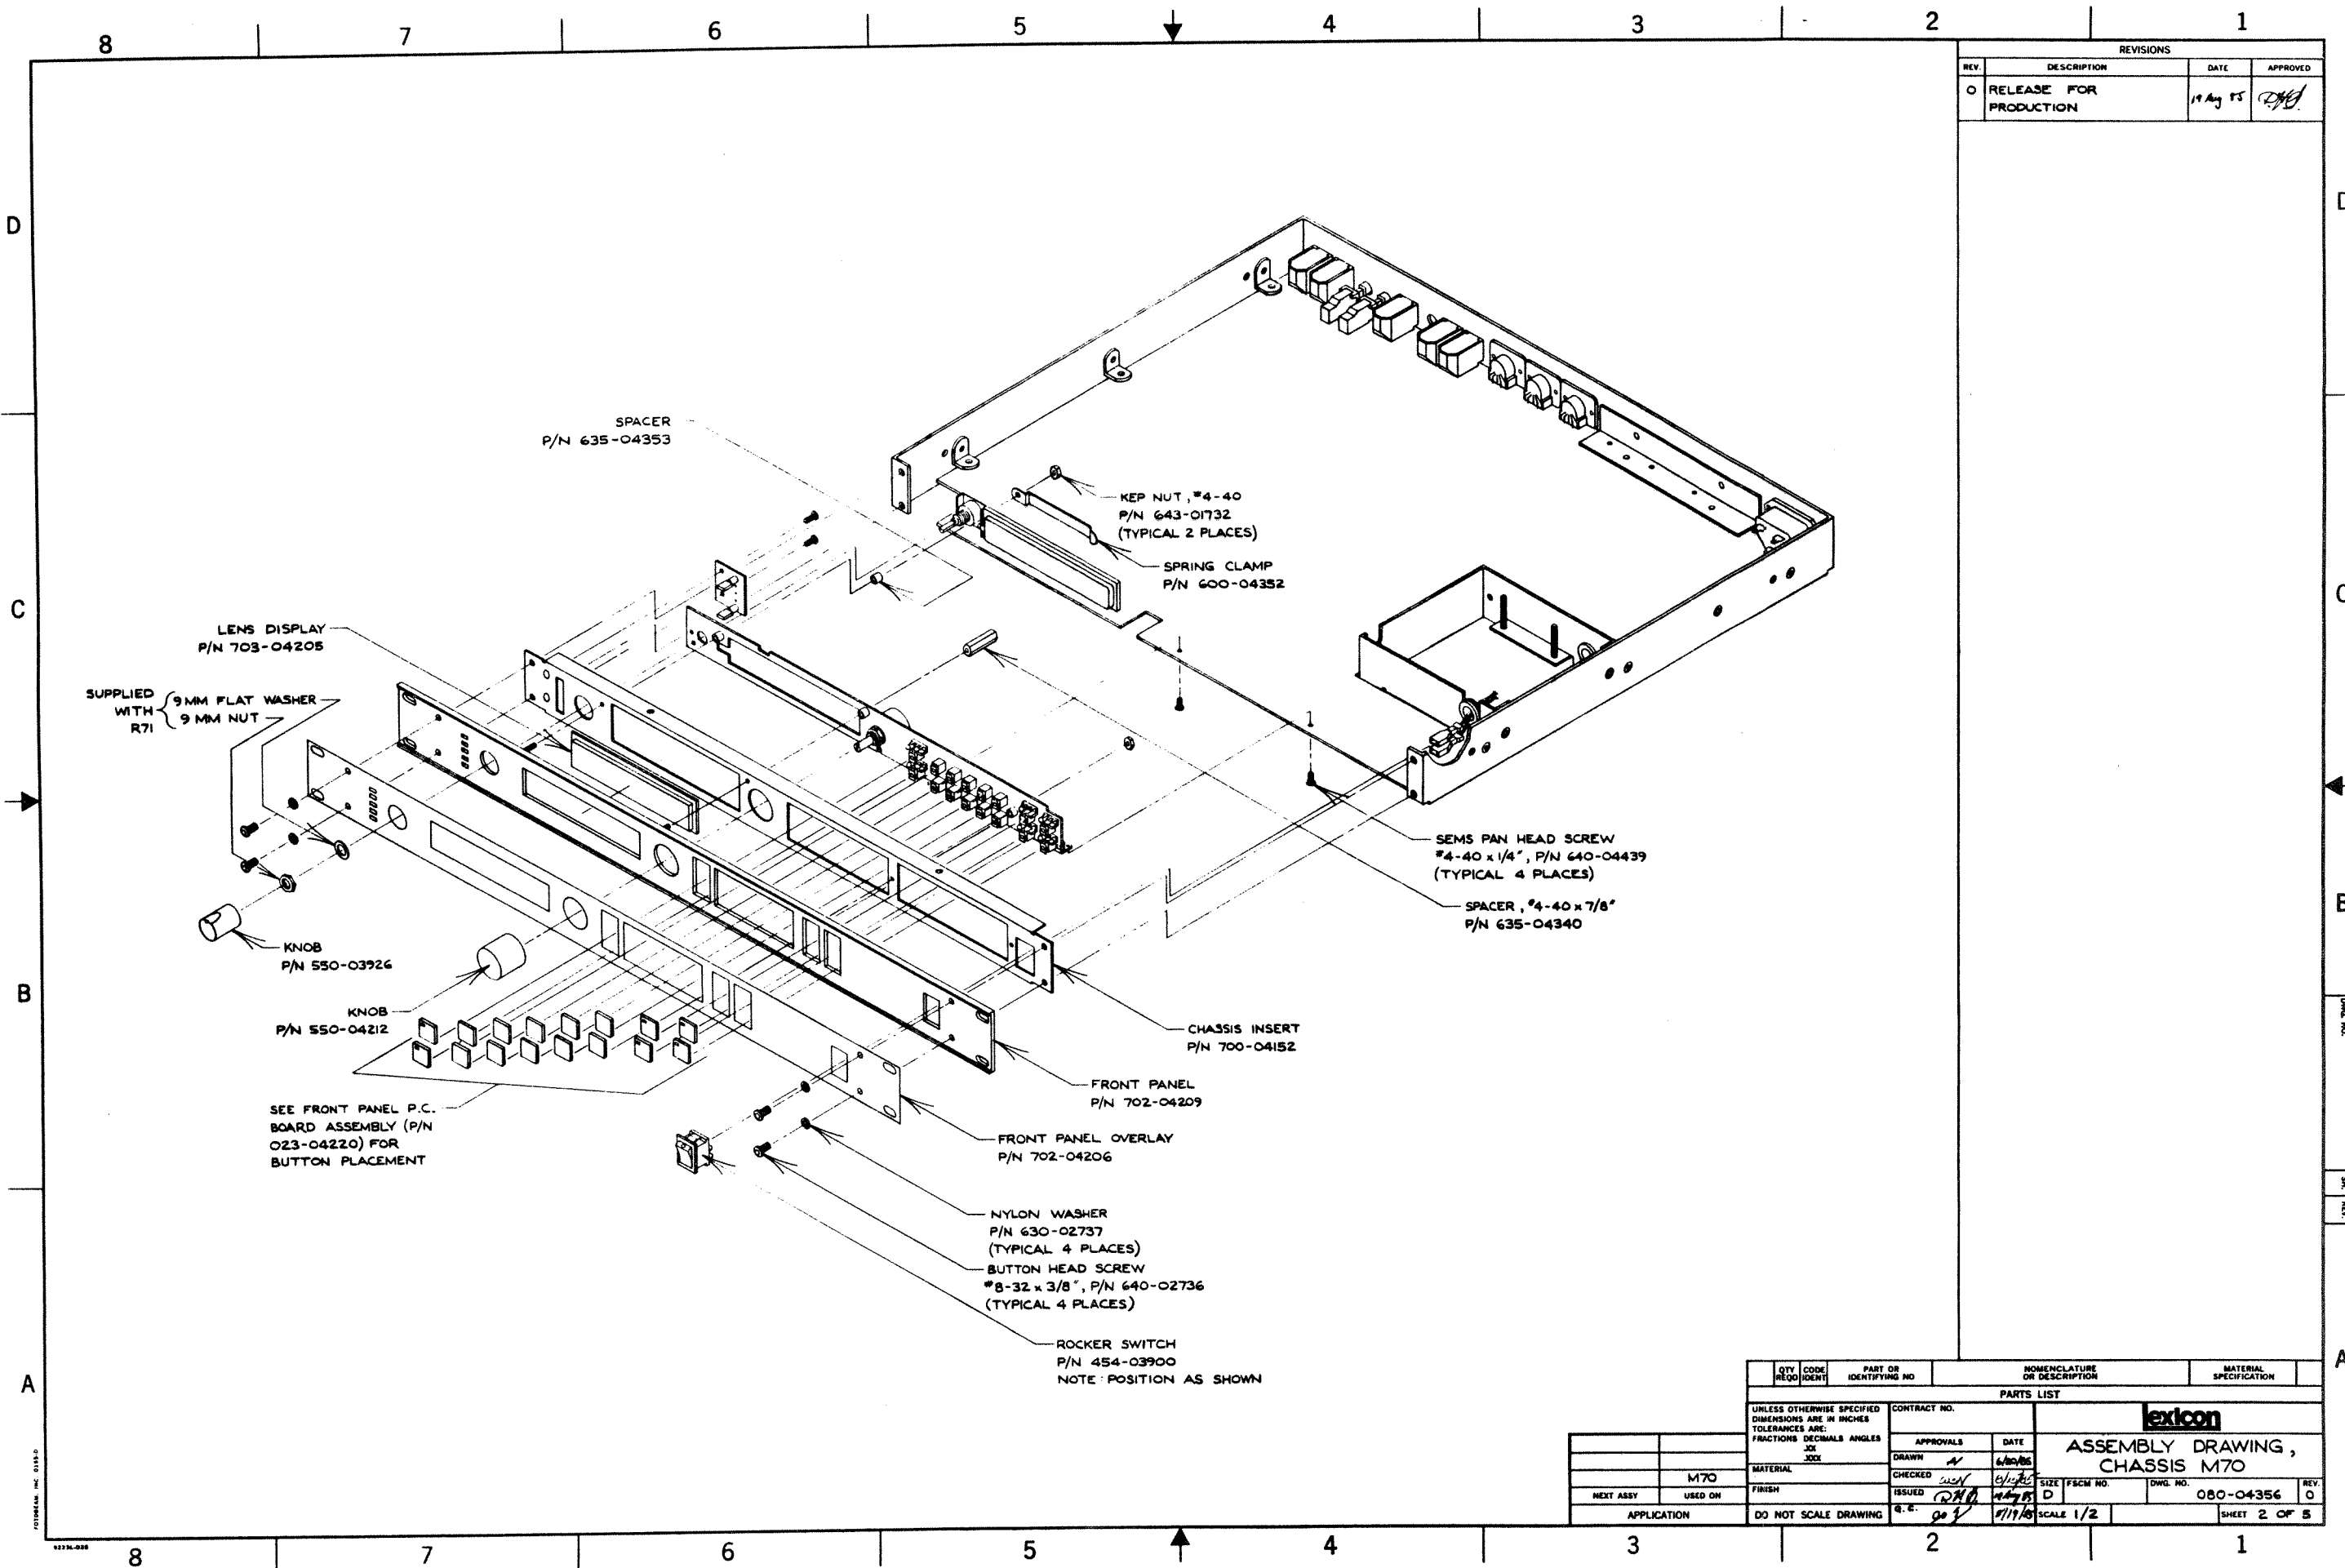 8 7 6 5 4 3 2 1
REVISIONS
REV. DESCRIPTION DATE APPROVED
O RELEASE FOR
PRODUCTION
19 Aug 85
D
C
B
A
SPACER
P/N 635-04353
KEP NUT, #4-40
P/N 643-01732
(TYPICAL 2 PLACES)
SPRING CLAMP
P/N 600-04352
LENS DISPLAY
P/N 703-04205
SUPPLIED
WITH
R71
9 MM FLAT WASHER
9 MM NUT
SEMS PAN HEAD SCREW
#4-40 x 1/4", P/N 640-04439
(TYPICAL 4 PLACES)
SPACER, #4-40 x 7/8"
P/N 635-04340
KNOB
P/N 550-03926
KNOB
P/N 550-04212
CHASSIS INSERT
P/N 700-04152
FRONT PANEL
P/N 702-04209
SEE FRONT PANEL P.C.
BOARD ASSEMBLY (P/N
023-04220) FOR
BUTTON PLACEMENT
FRONT PANEL OVERLAY
P/N 702-04206
NYLON WASHER
P/N 630-02737
(TYPICAL 4 PLACES)
BUTTON HEAD SCREW
#8-32 x 3/8", P/N 640-02736
(TYPICAL 4 PLACES)
ROCKER SWITCH
P/N 454-03900
NOTE: POSITION AS SHOWN
QTY REQD CODE IDENT PART OR IDENTIFYING NO NOMENCLATURE OR DESCRIPTION MATERIAL SPECIFICATION
PARTS LIST
UNLESS OTHERWISE SPECIFIED
DIMENSIONS ARE IN INCHES
TOLERANCES ARE:
FRACTIONS DECIMALS ANGLES
.XX
.XXX
MATERIAL
FINISH
DO NOT SCALE DRAWING
CONTRACT NO.
APPROVALS DATE
DRAWN
CHECKED
ISSUED
Q.C.
lexicon
ASSEMBLY DRAWING,
CHASSIS M70
SIZE D FSCM NO. DWG. NO. 080-04356 REV. O
SCALE 1/2 SHEET 2 OF 5
M70
NEXT ASSY USED ON
APPLICATION
8 7 6 5 4 3 2 1